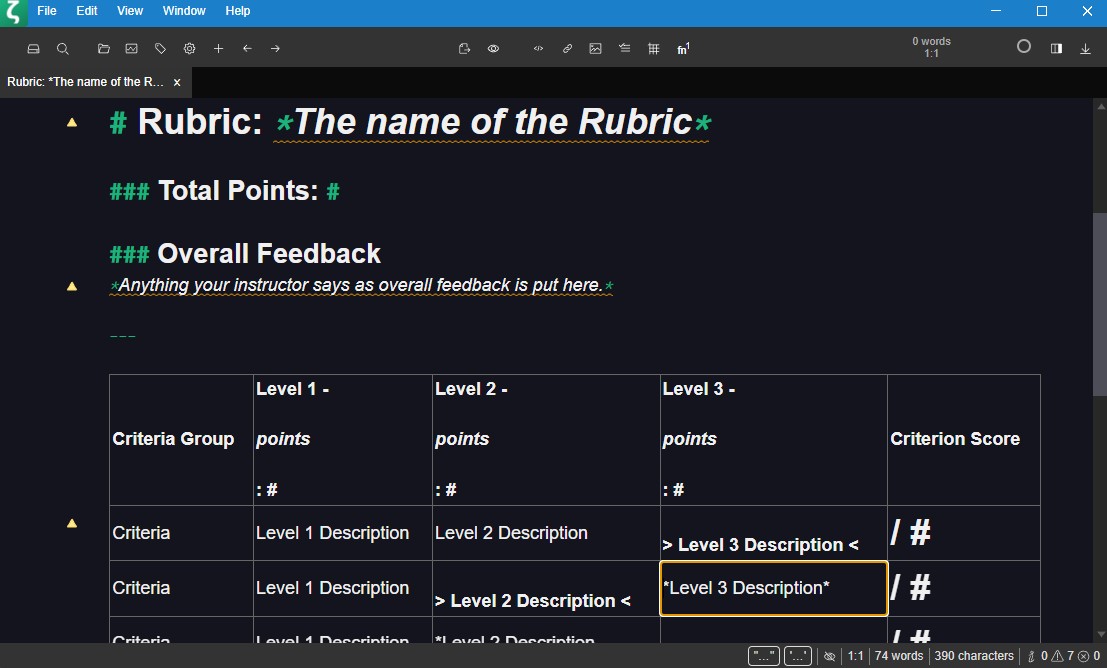 File Edit View Window Help
fn1
0 words
1:1
Rubric: *The name of the R... ×
# Rubric: *The name of the Rubric*
### Total Points: #
### Overall Feedback
*Anything your instructor says as overall feedback is put here.*
---
Level 1 - Level 2 - Level 3 -
Criteria Group points points points Criterion Score
: # : # : #
Criteria Level 1 Description Level 2 Description > Level 3 Description < / #
Criteria Level 1 Description > Level 2 Description < *Level 3 Description* / #
Criteria Level 1 Description *Level 2 Description / #
"..." '...' 1:1 74 words 390 characters 0 7 0